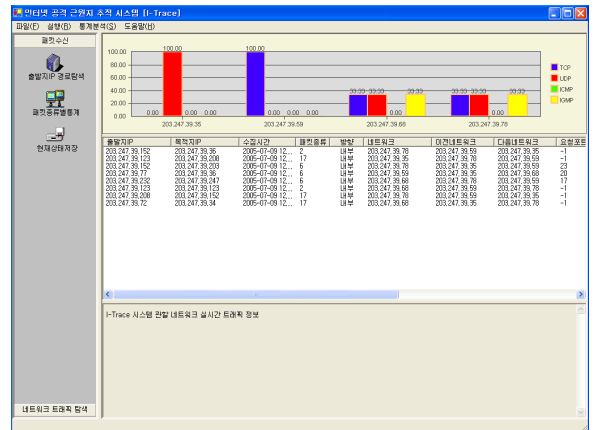 인터넷 공격 근원지 추적 시스템 [I-Trace]
파일(F) 실행(R) 통계분석(S) 도움말(H)
패킷수신
출발지IP 경로탐색
패킷종류별통계
현재상태저장
네트워크 트래픽 탐색
100.00
80.00
60.00
40.00
20.00
0.00
100.00 100.00
0.00 0.00 0.00 0.00 0.00 0.00
33.33 33.33 33.33 0.00 33.33 33.33 33.33
203.247.39.35 203.247.39.59 203.247.39.68 203.247.39.78
TCP
UDP
ICMP
IGMP
출발지IP 목적지IP 수집시간 패킷종류 방향 네트워크 이전네트워크 다음네트워크 요청포트
203,247,39,152 203,247,39,36 2005-07-09 12,,, 2 내부 203,247,39,78 203,247,39,59 203,247,39,35 -1
203,247,39,123 203,247,39,208 2005-07-09 12,,, 17 내부 203,247,39,35 203,247,39,78 203,247,39,59 -1
203,247,39,152 203,247,39,203 2005-07-09 12,,, 6 내부 203,247,39,78 203,247,39,35 203,247,39,59 23
203,247,39,77 203,247,39,36 2005-07-09 12,,, 6 내부 203,247,39,59 203,247,39,35 203,247,39,68 20
203,247,39,232 203,247,39,247 2005-07-09 12,,, 6 내부 203,247,39,68 203,247,39,78 203,247,39,59 17
203,247,39,123 203,247,39,123 2005-07-09 12,,, 2 내부 203,247,39,68 203,247,39,59 203,247,39,78 -1
203,247,39,208 203,247,39,152 2005-07-09 12,,, 17 내부 203,247,39,78 203,247,39,59 203,247,39,35 -1
203,247,39,72 203,247,39,34 2005-07-09 12,,, 17 내부 203,247,39,68 203,247,39,35 203,247,39,78 -1
I-Trace 시스템 관할 네트워크 실시간 트래픽 정보